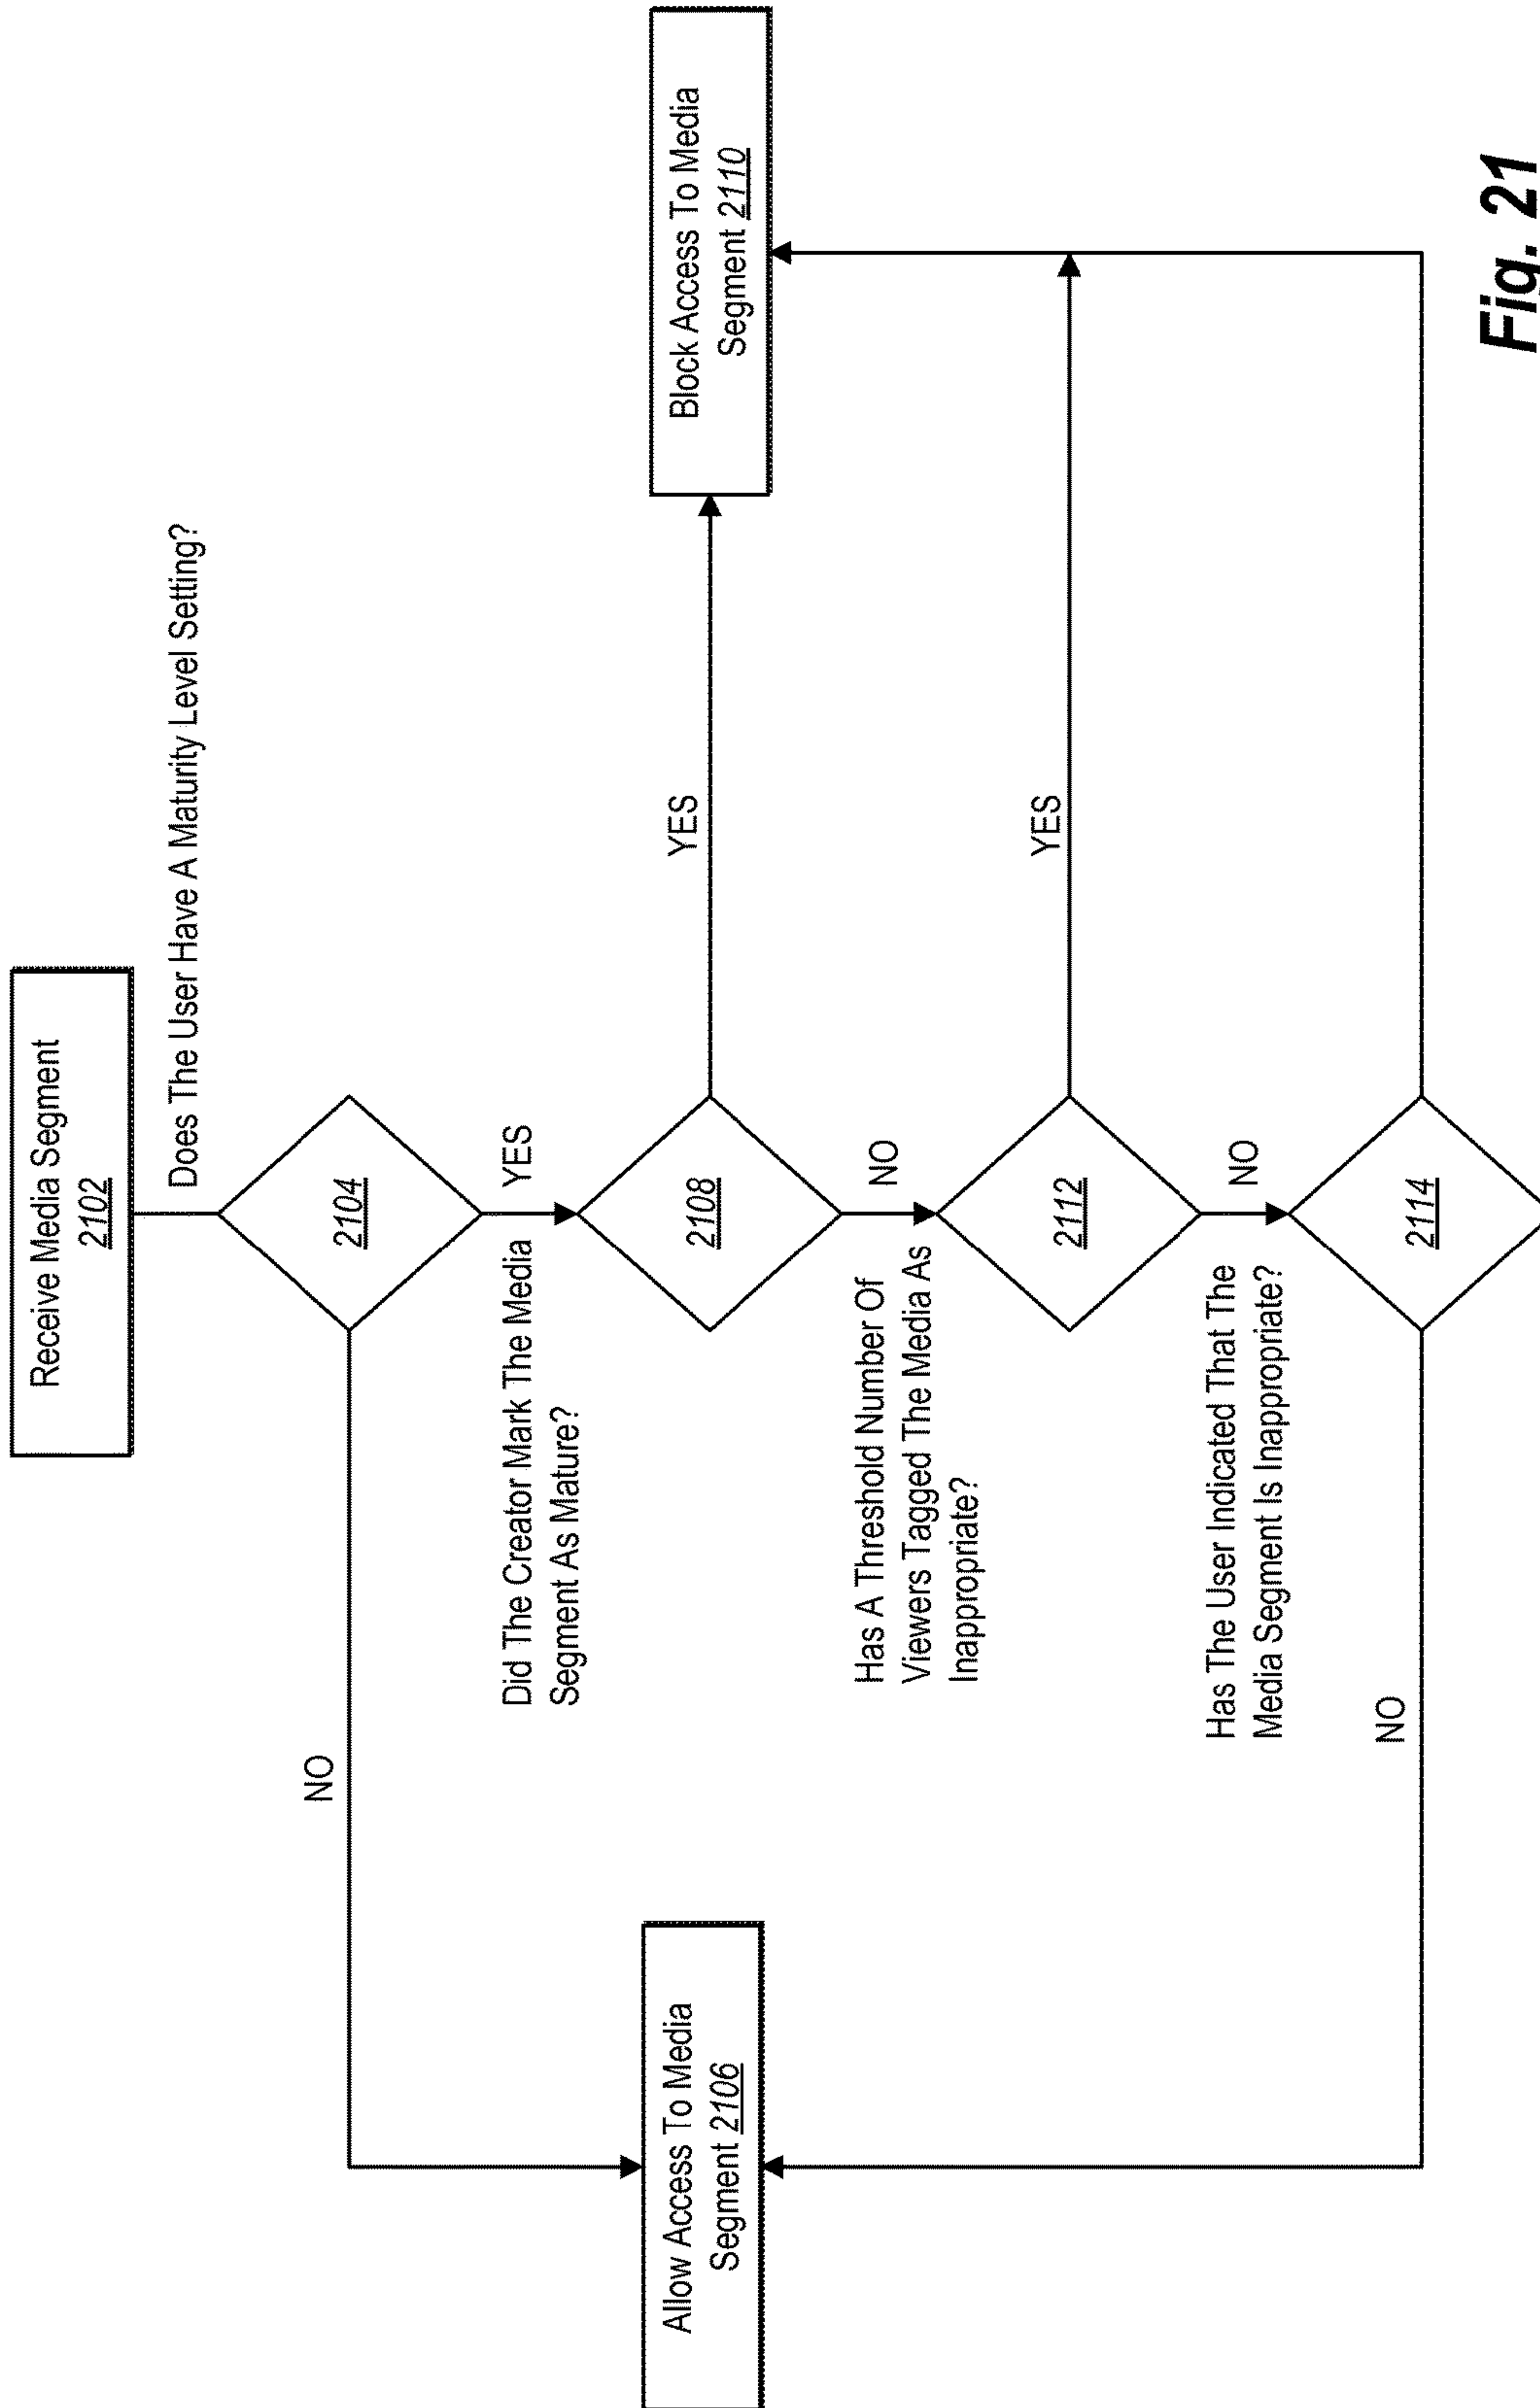 Receive Media Segment
2102
Does The User Have A Maturity Level Setting?
2104
NO
YES
Did The Creator Mark The Media
Segment As Mature?
2108
YES
Allow Access To Media
Segment 2106
Block Access To Media
Segment 2110
NO
Has A Threshold Number Of
Viewers Tagged The Media As
Inappropriate?
2112
YES
NO
Has The User Indicated That The
Media Segment Is Inappropriate?
2114
NO
Fig. 21